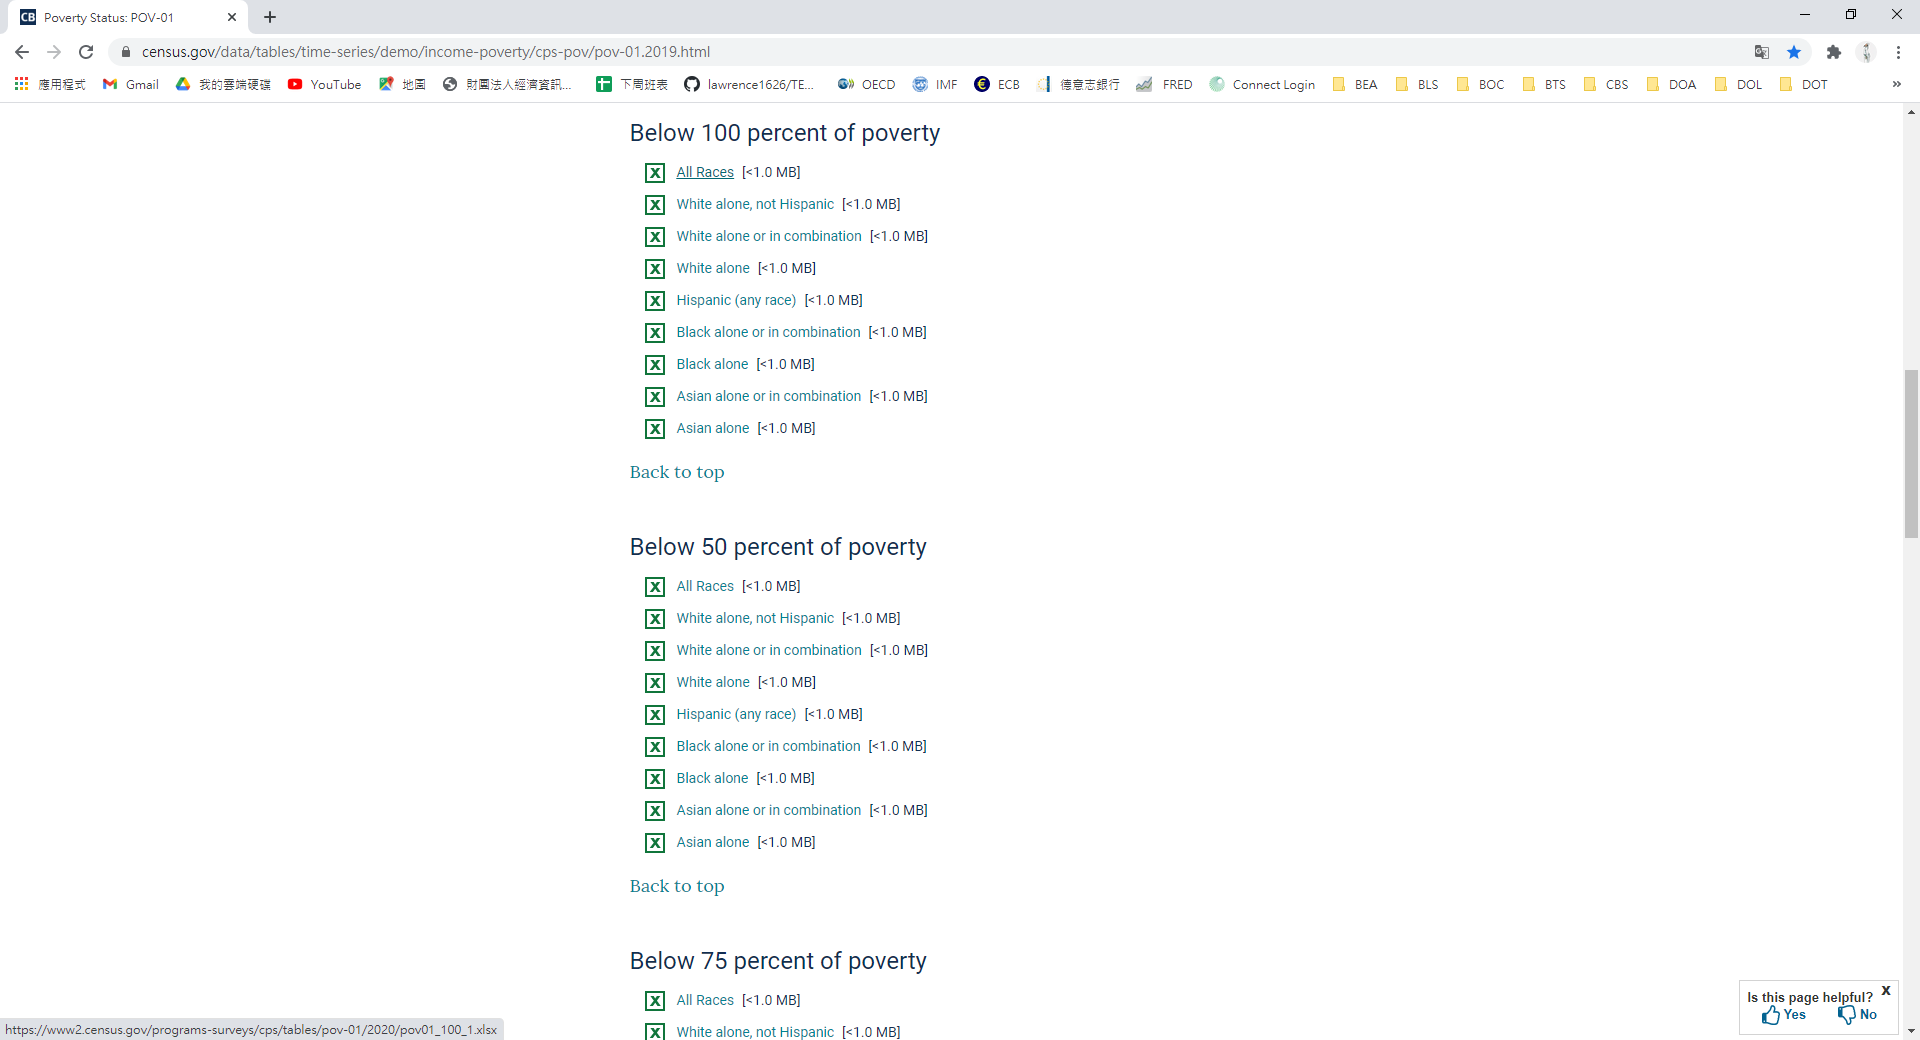 CB Poverty Status: POV-01
census.gov/data/tables/time-series/demo/income-poverty/cps-pov/pov-01.2019.html
應用程式 Gmail 我的雲端硬碟 YouTube 地圖 財團法人經濟資訊... 下周班表 lawrence1626/TE... OECD IMF ECB 德意志銀行 FRED Connect Login BEA BLS BOC BTS CBS DOA DOL DOT »
Below 100 percent of poverty
All Races [<1.0 MB]
White alone, not Hispanic [<1.0 MB]
White alone or in combination [<1.0 MB]
White alone [<1.0 MB]
Hispanic (any race) [<1.0 MB]
Black alone or in combination [<1.0 MB]
Black alone [<1.0 MB]
Asian alone or in combination [<1.0 MB]
Asian alone [<1.0 MB]
Back to top
Below 50 percent of poverty
All Races [<1.0 MB]
White alone, not Hispanic [<1.0 MB]
White alone or in combination [<1.0 MB]
White alone [<1.0 MB]
Hispanic (any race) [<1.0 MB]
Black alone or in combination [<1.0 MB]
Black alone [<1.0 MB]
Asian alone or in combination [<1.0 MB]
Asian alone [<1.0 MB]
Back to top
Below 75 percent of poverty
All Races [<1.0 MB]
White alone, not Hispanic [<1.0 MB]
Is this page helpful? X
Yes No
https://www2.census.gov/programs-surveys/cps/tables/pov-01/2020/pov01_100_1.xlsx